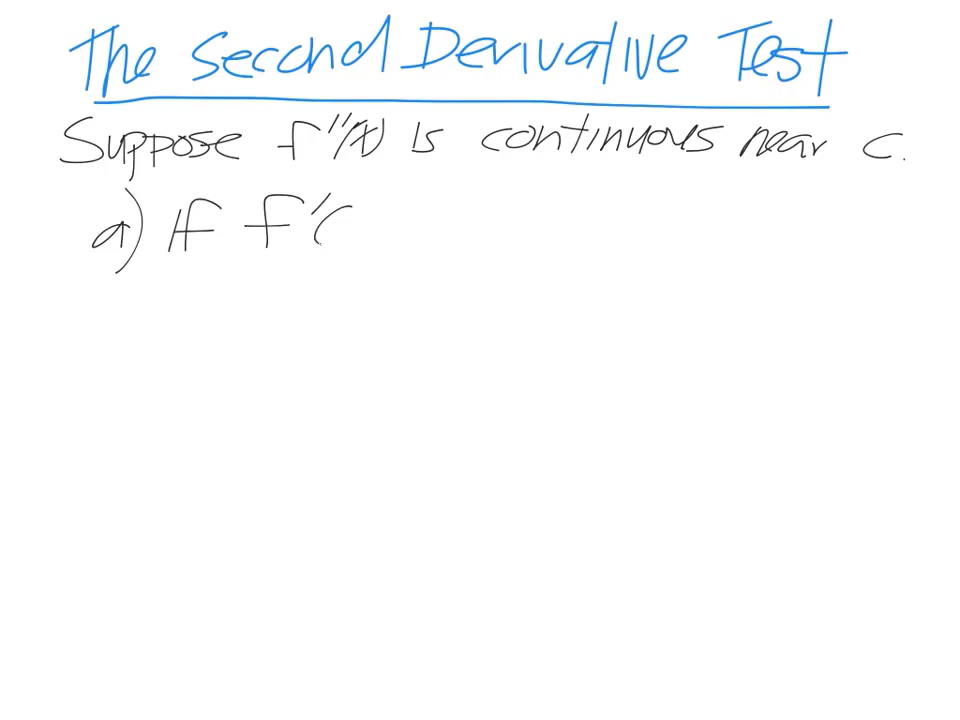 The Second Derivative Test
Suppose f''(x) is continuous near c.
a) If f'(